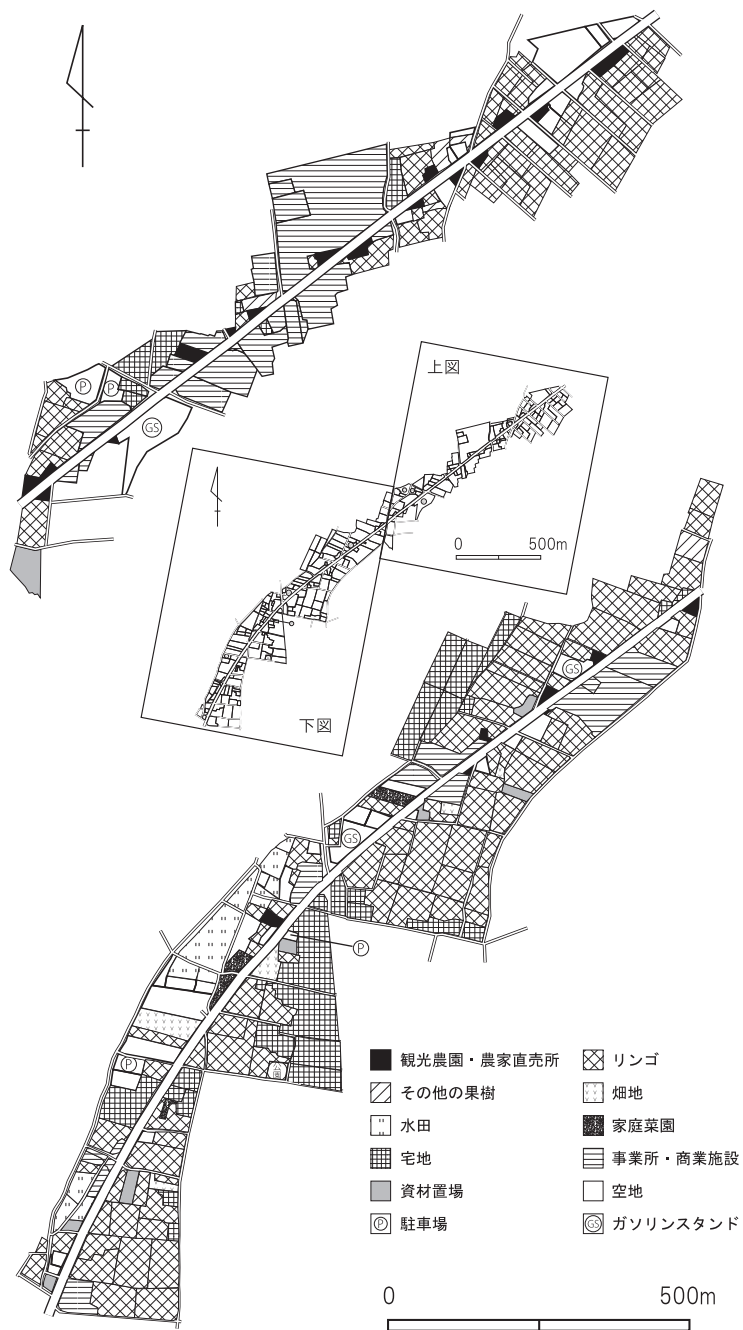 P
P
GS
上図
0 500m
下図
GS
GS
P
P
公園
観光農園・農家直売所
リンゴ
その他の果樹
畑地
水田
家庭菜園
宅地
事業所・商業施設
資材置場
空地
P
駐車場
GS
ガソリンスタンド
0 500m